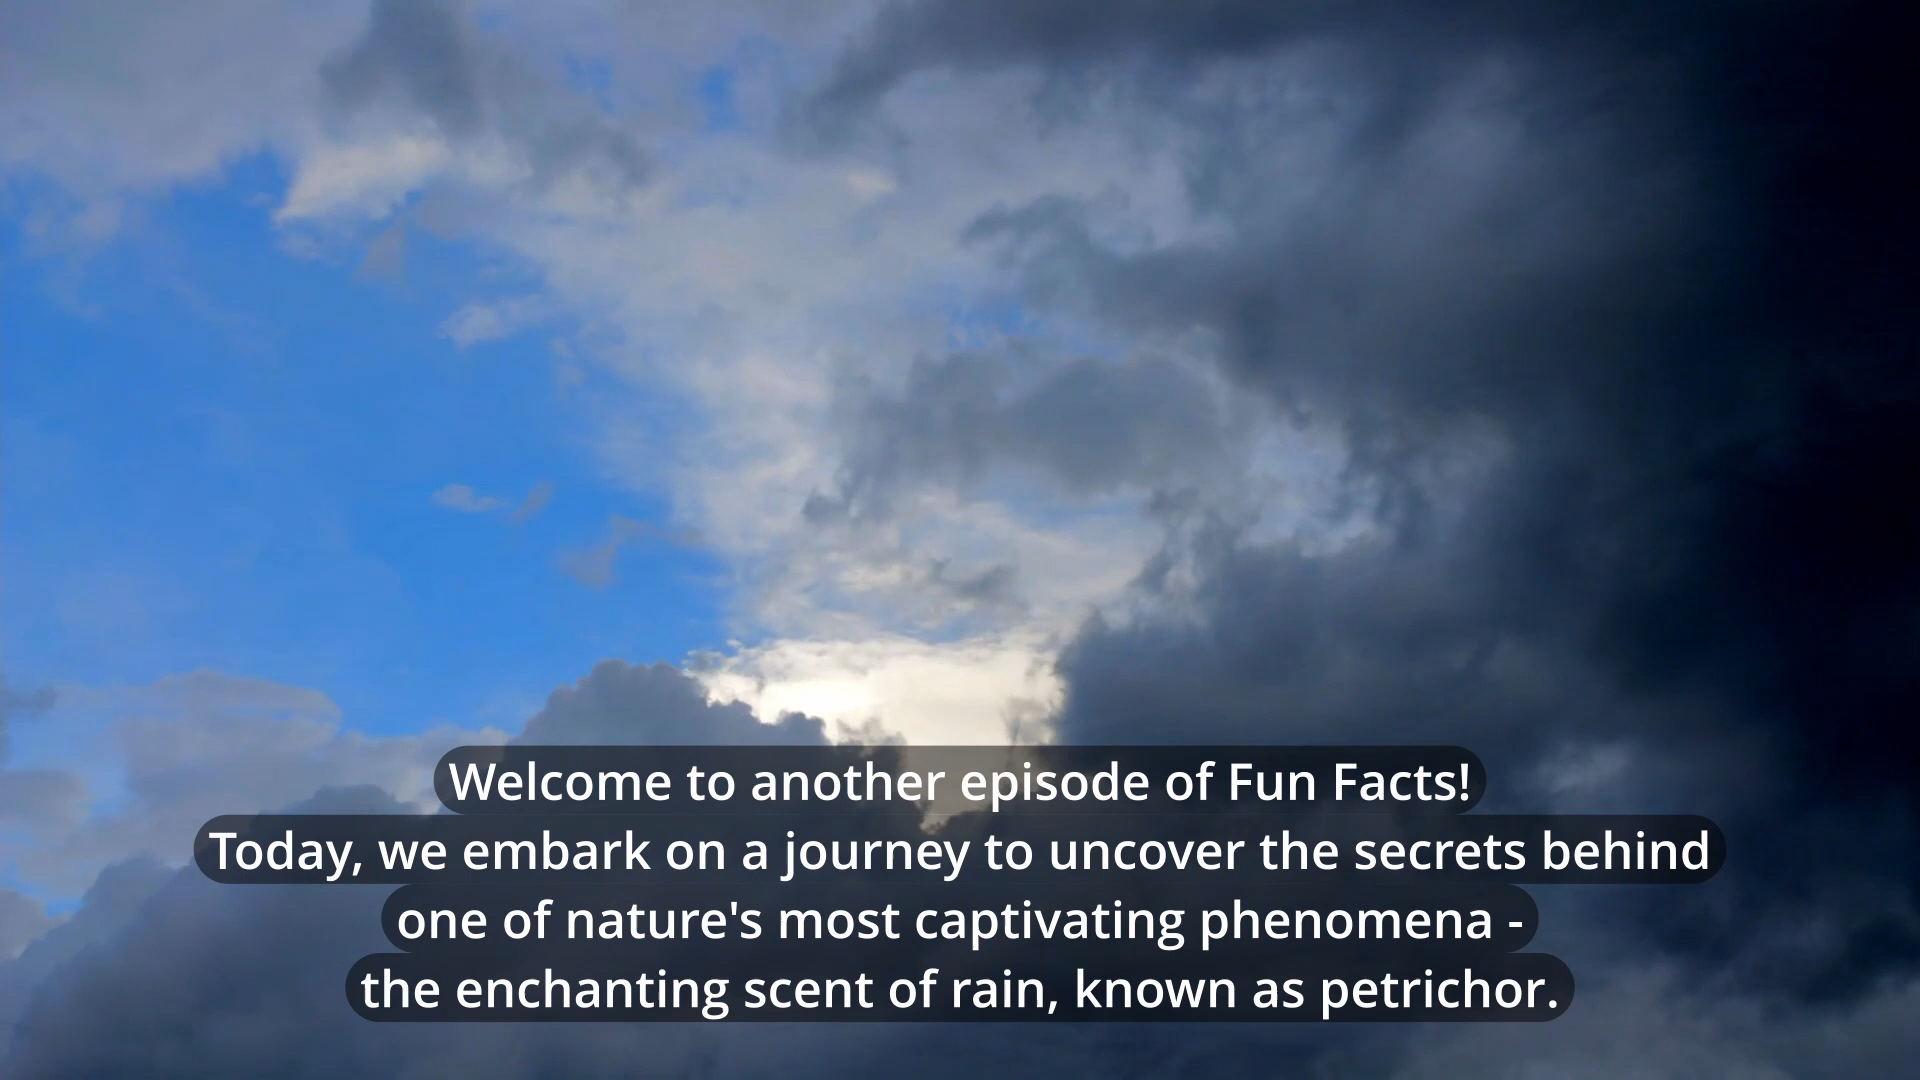 Welcome to another episode of Fun Facts!
Today, we embark on a journey to uncover the secrets behind
one of nature's most captivating phenomena -
the enchanting scent of rain, known as petrichor.